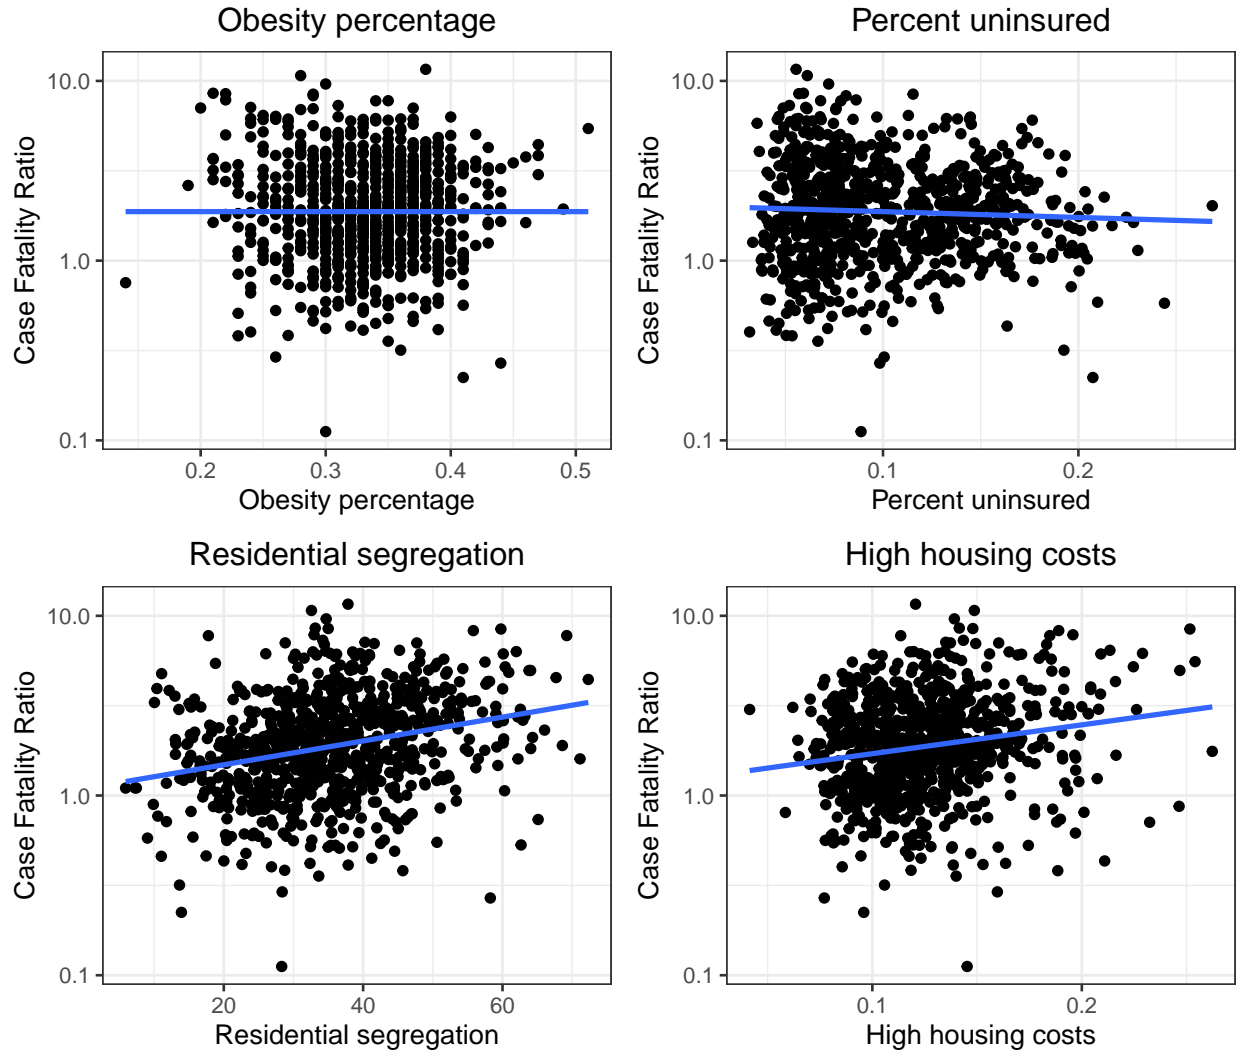 Obesity percentage
Case Fatality Ratio
10.0
1.0
0.1
0.2 0.3 0.4 0.5
Obesity percentage
Percent uninsured
Case Fatality Ratio
10.0
1.0
0.1
0.1 0.2
Percent uninsured
Residential segregation
Case Fatality Ratio
10.0
1.0
0.1
20 40 60
Residential segregation
High housing costs
Case Fatality Ratio
10.0
1.0
0.1
0.1 0.2
High housing costs